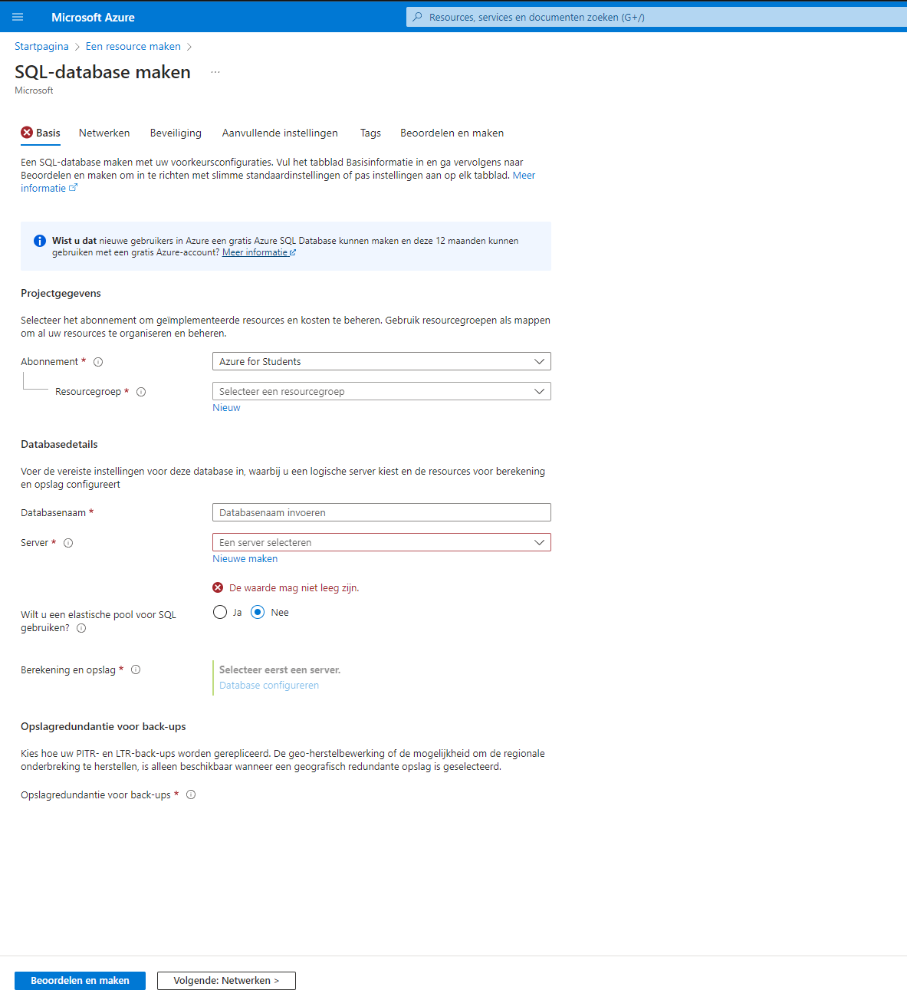 Microsoft Azure
Resources, services en documenten zoeken (G+/)
Startpagina > Een resource maken >
SQL-database maken ...
Microsoft
Basis Netwerken Beveiliging Aanvullende instellingen Tags Beoordelen en maken
Een SQL-database maken met uw voorkeursconfiguraties. Vul het tabblad Basisinformatie in en ga vervolgens naar
Beoordelen en maken om in te richten met slimme standaardinstellingen of pas instellingen aan op elk tabblad. Meer
informatie
Wist u dat nieuwe gebruikers in Azure een gratis Azure SQL Database kunnen maken en deze 12 maanden kunnen
gebruiken met een gratis Azure-account? Meer informatie
Projectgegevens
Selecteer het abonnement om geïmplementeerde resources en kosten te beheren. Gebruik resourcegroepen als mappen
om al uw resources te organiseren en beheren.
Abonnement * Azure for Students
Resourcegroep * Selecteer een resourcegroep
Nieuw
Databasedetails
Voer de vereiste instellingen voor deze database in, waarbij u een logische server kiest en de resources voor berekening
en opslag configureert
Databasenaam * Databasenaam invoeren
Server * Een server selecteren
Nieuwe maken
De waarde mag niet leeg zijn.
Wilt u een elastische pool voor SQL
gebruiken?
Ja Nee
Berekening en opslag *
Selecteer eerst een server.
Database configureren
Opslagredundantie voor back-ups
Kies hoe uw PITR- en LTR-back-ups worden gerepliceerd. De geo-herstelbewerking of de mogelijkheid om de regionale
onderbreking te herstellen, is alleen beschikbaar wanneer een geografisch redundante opslag is geselecteerd.
Opslagredundantie voor back-ups *
Beoordelen en maken
Volgende: Netwerken >